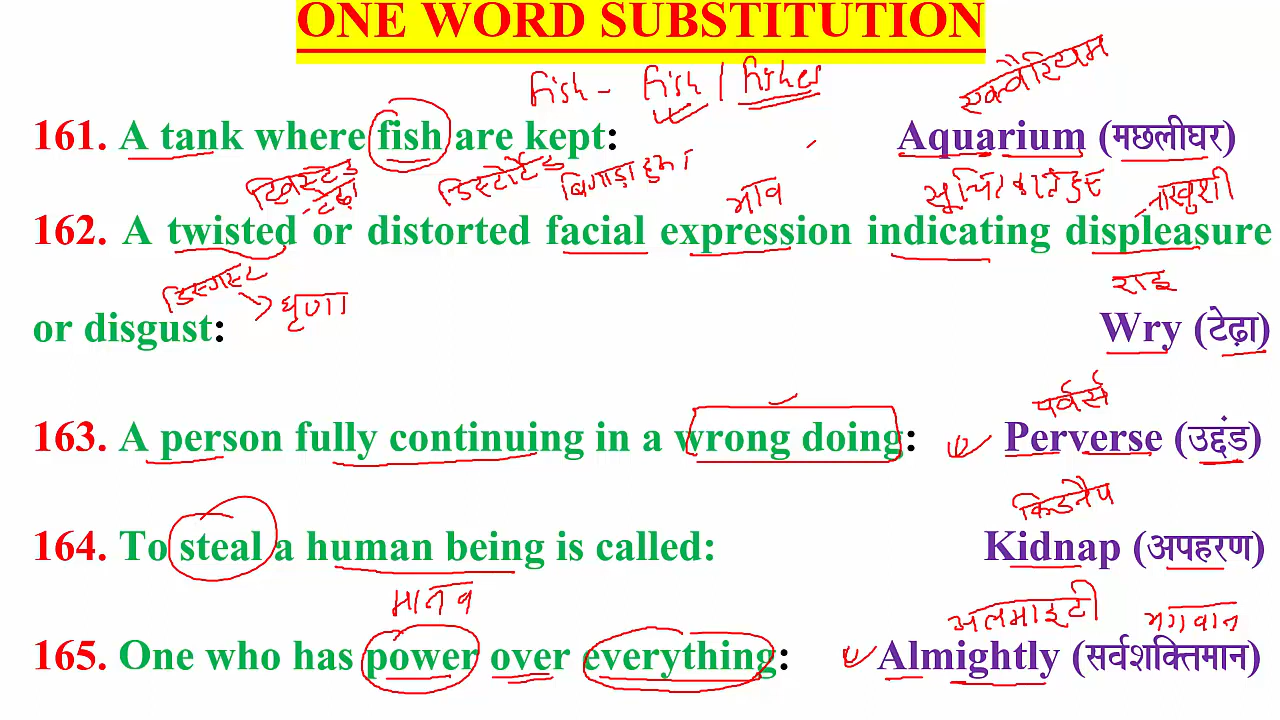 ONE WORD SUBSTITUTION
Fish - Fish / Fishes
एक्वैरियम
161. A tank where fish are kept: Aquarium (मछलीघर)
ट्विस्टेड डिस्टोर्टेड बिगाड़ा हुआ भाव सूचित करते हुए नाखुशी
टेढ़ा
162. A twisted or distorted facial expression indicating displeasure
डिस्गस्ट → घृणा राइ
or disgust: Wry (टेढ़ा)
पर्वर्स
163. A person fully continuing in a wrong doing: Perverse (उद्दंड)
किडनैप
164. To steal a human being is called: Kidnap (अपहरण)
मानव अलमाइटी भगवान
165. One who has power over everything: Almightly (सर्वशक्तिमान)